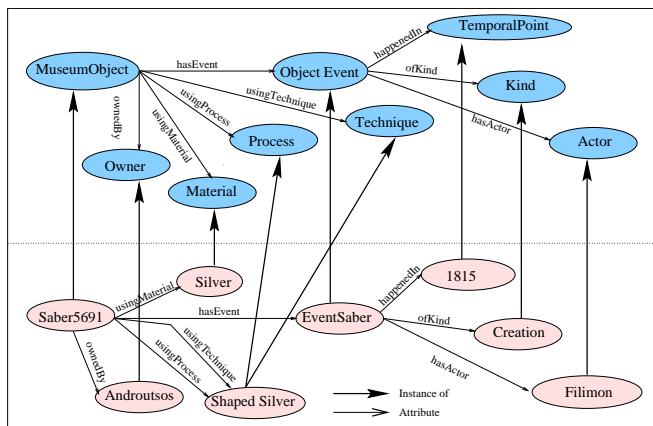 TemporalPoint
happenedIn
MuseumObject
hasEvent
Object Event
ofKind
Kind
usingTechnique
usingProcess
hasActor
ownedBy
usingMaterial
Process
Technique
Actor
Owner
Material
Silver
1815
happenedIn
usingMaterial
Saber5691
hasEvent
EventSaber
ofKind
Creation
usingTechnique
ownedBy
usingProcess
hasActor
Androutsos
Shaped Silver
Filimon
Instance of
Attribute